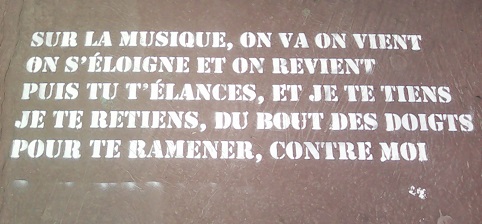 SUR LA MUSIQUE, ON VA ON VIENT
ON S'ÉLOIGNE ET ON REVIENT
PUIS TU T'ÉLANCES, ET JE TE TIENS
JE TE RETIENS, DU BOUT DES DOIGTS
POUR TE RAMENER, CONTRE MOI